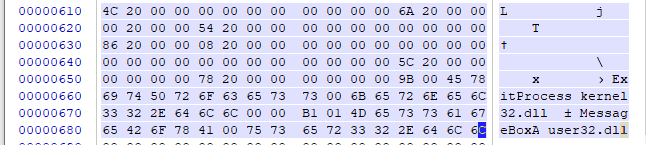 00000610 4C 20 00 00 00 00 00 00 00 00 00 00 6A 20 00 00 L j
00000620 00 20 00 00 54 20 00 00 00 00 00 00 00 00 00 00 T
00000630 86 20 00 00 08 20 00 00 00 00 00 00 00 00 00 00 †
00000640 00 00 00 00 00 00 00 00 00 00 00 00 5C 20 00 00 \
00000650 00 00 00 00 78 20 00 00 00 00 00 00 9B 00 45 78 x › Ex
00000660 69 74 50 72 6F 63 65 73 73 00 6B 65 72 6E 65 6C itProcess kernel
00000670 33 32 2E 64 6C 6C 00 00 B1 01 4D 65 73 73 61 67 32.dll ± Messag
00000680 65 42 6F 78 41 00 75 73 65 72 33 32 2E 64 6C 6C eBoxA user32.dll